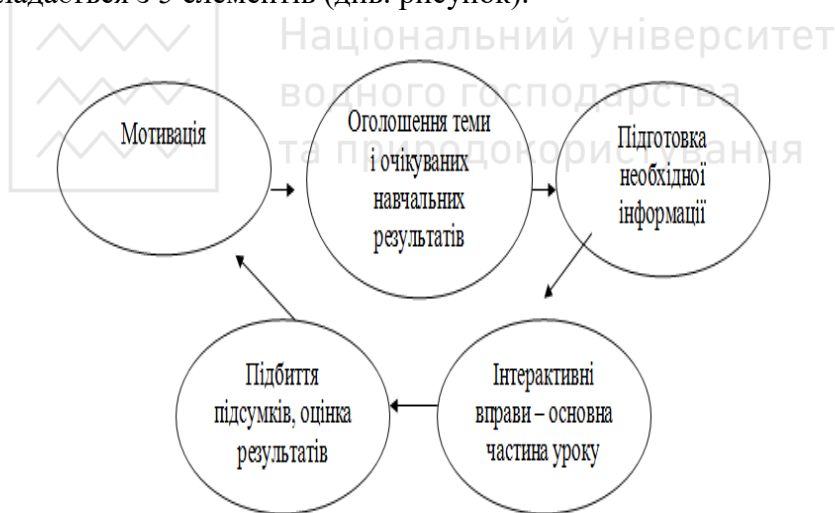 складається з 5 елементів (див. рисунок).
Національний університет
водного господарства
та природокористування
Мотивація
Оголошення теми
і очікуваних
навчальних
результатів
Підготовка
необхідної
інформації
Інтерактивні
вправи – основна
частина уроку
Підбиття
підсумків, оцінка
результатів